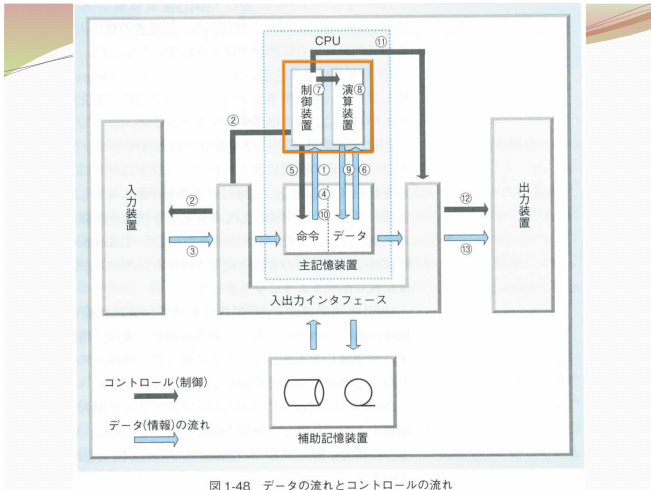 CPU
⑪
制御装置
⑦
演算装置
⑧
②
⑤
①
⑨
⑥
入力装置
②
③
④
⑩
命令
データ
主記憶装置
出力装置
⑫
⑬
入出力インタフェース
コントロール(制御)
データ(情報)の流れ
補助記憶装置
図 1-48 データの流れとコントロールの流れ